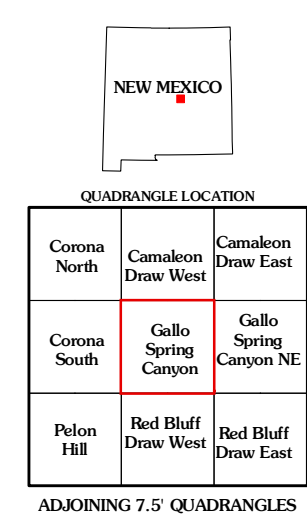 NEW MEXICO
QUADRANGLE LOCATION
Corona
North
Camaleon
Draw West
Camaleon
Draw East
Corona
South
Gallo
Spring
Canyon
Gallo
Spring
Canyon NE
Pelon
Hill
Red Bluff
Draw West
Red Bluff
Draw East
ADJOINING 7.5' QUADRANGLES